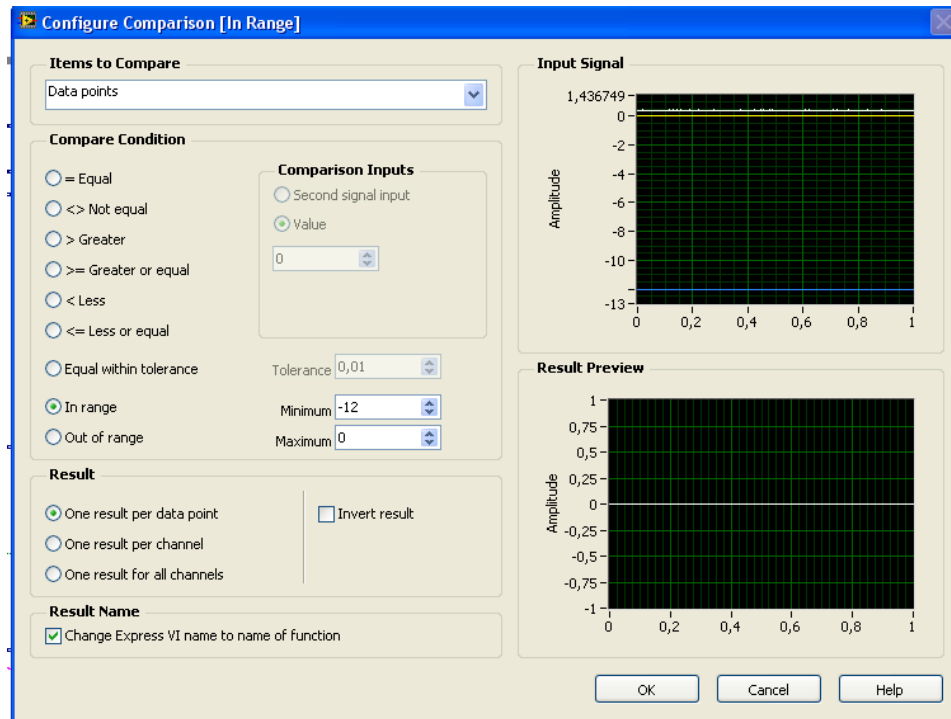 Configure Comparison [In Range]
Items to Compare
Data points
Compare Condition
= Equal
<> Not equal
> Greater
>= Greater or equal
< Less
<= Less or equal
Equal within tolerance
In range
Out of range
Comparison Inputs
Second signal input
Value
0
Tolerance 0,01
Minimum -12
Maximum 0
Result
One result per data point
One result per channel
One result for all channels
Invert result
Result Name
Change Express VI name to name of function
Input Signal
Amplitude
1,436749
0
-2
-4
-6
-8
-10
-13
0 0,2 0,4 0,6 0,8 1
Result Preview
Amplitude
1
0,75
0,5
0,25
0
-0,25
-0,5
-0,75
-1
0 0,2 0,4 0,6 0,8 1
OK Cancel Help